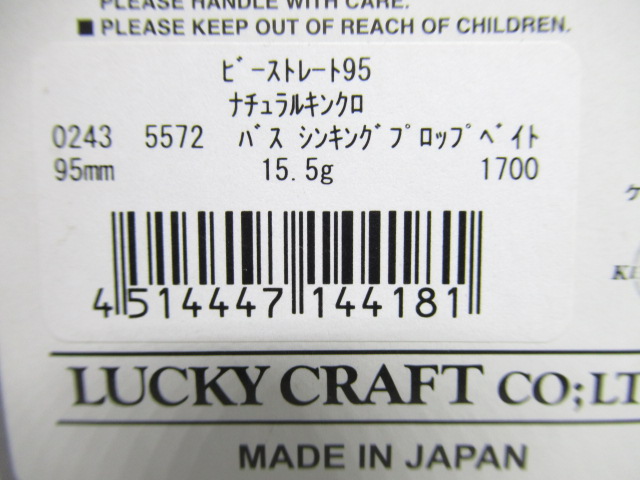 PLEASE HANDLE WITH CARE.
■ PLEASE KEEP OUT OF REACH OF CHILDREN.
ﾋﾞｰｽﾄﾚｰﾄ95
ﾅﾁｭﾗﾙｷﾝｸﾛ
0243 5572 ﾊﾞｽ ｼﾝｷﾝｸﾞﾌﾟﾛｯﾌﾟﾍﾞｲﾄ
95mm 15.5g 1700
4 514447 144181
LUCKY CRAFT CO;LT
MADE IN JAPAN